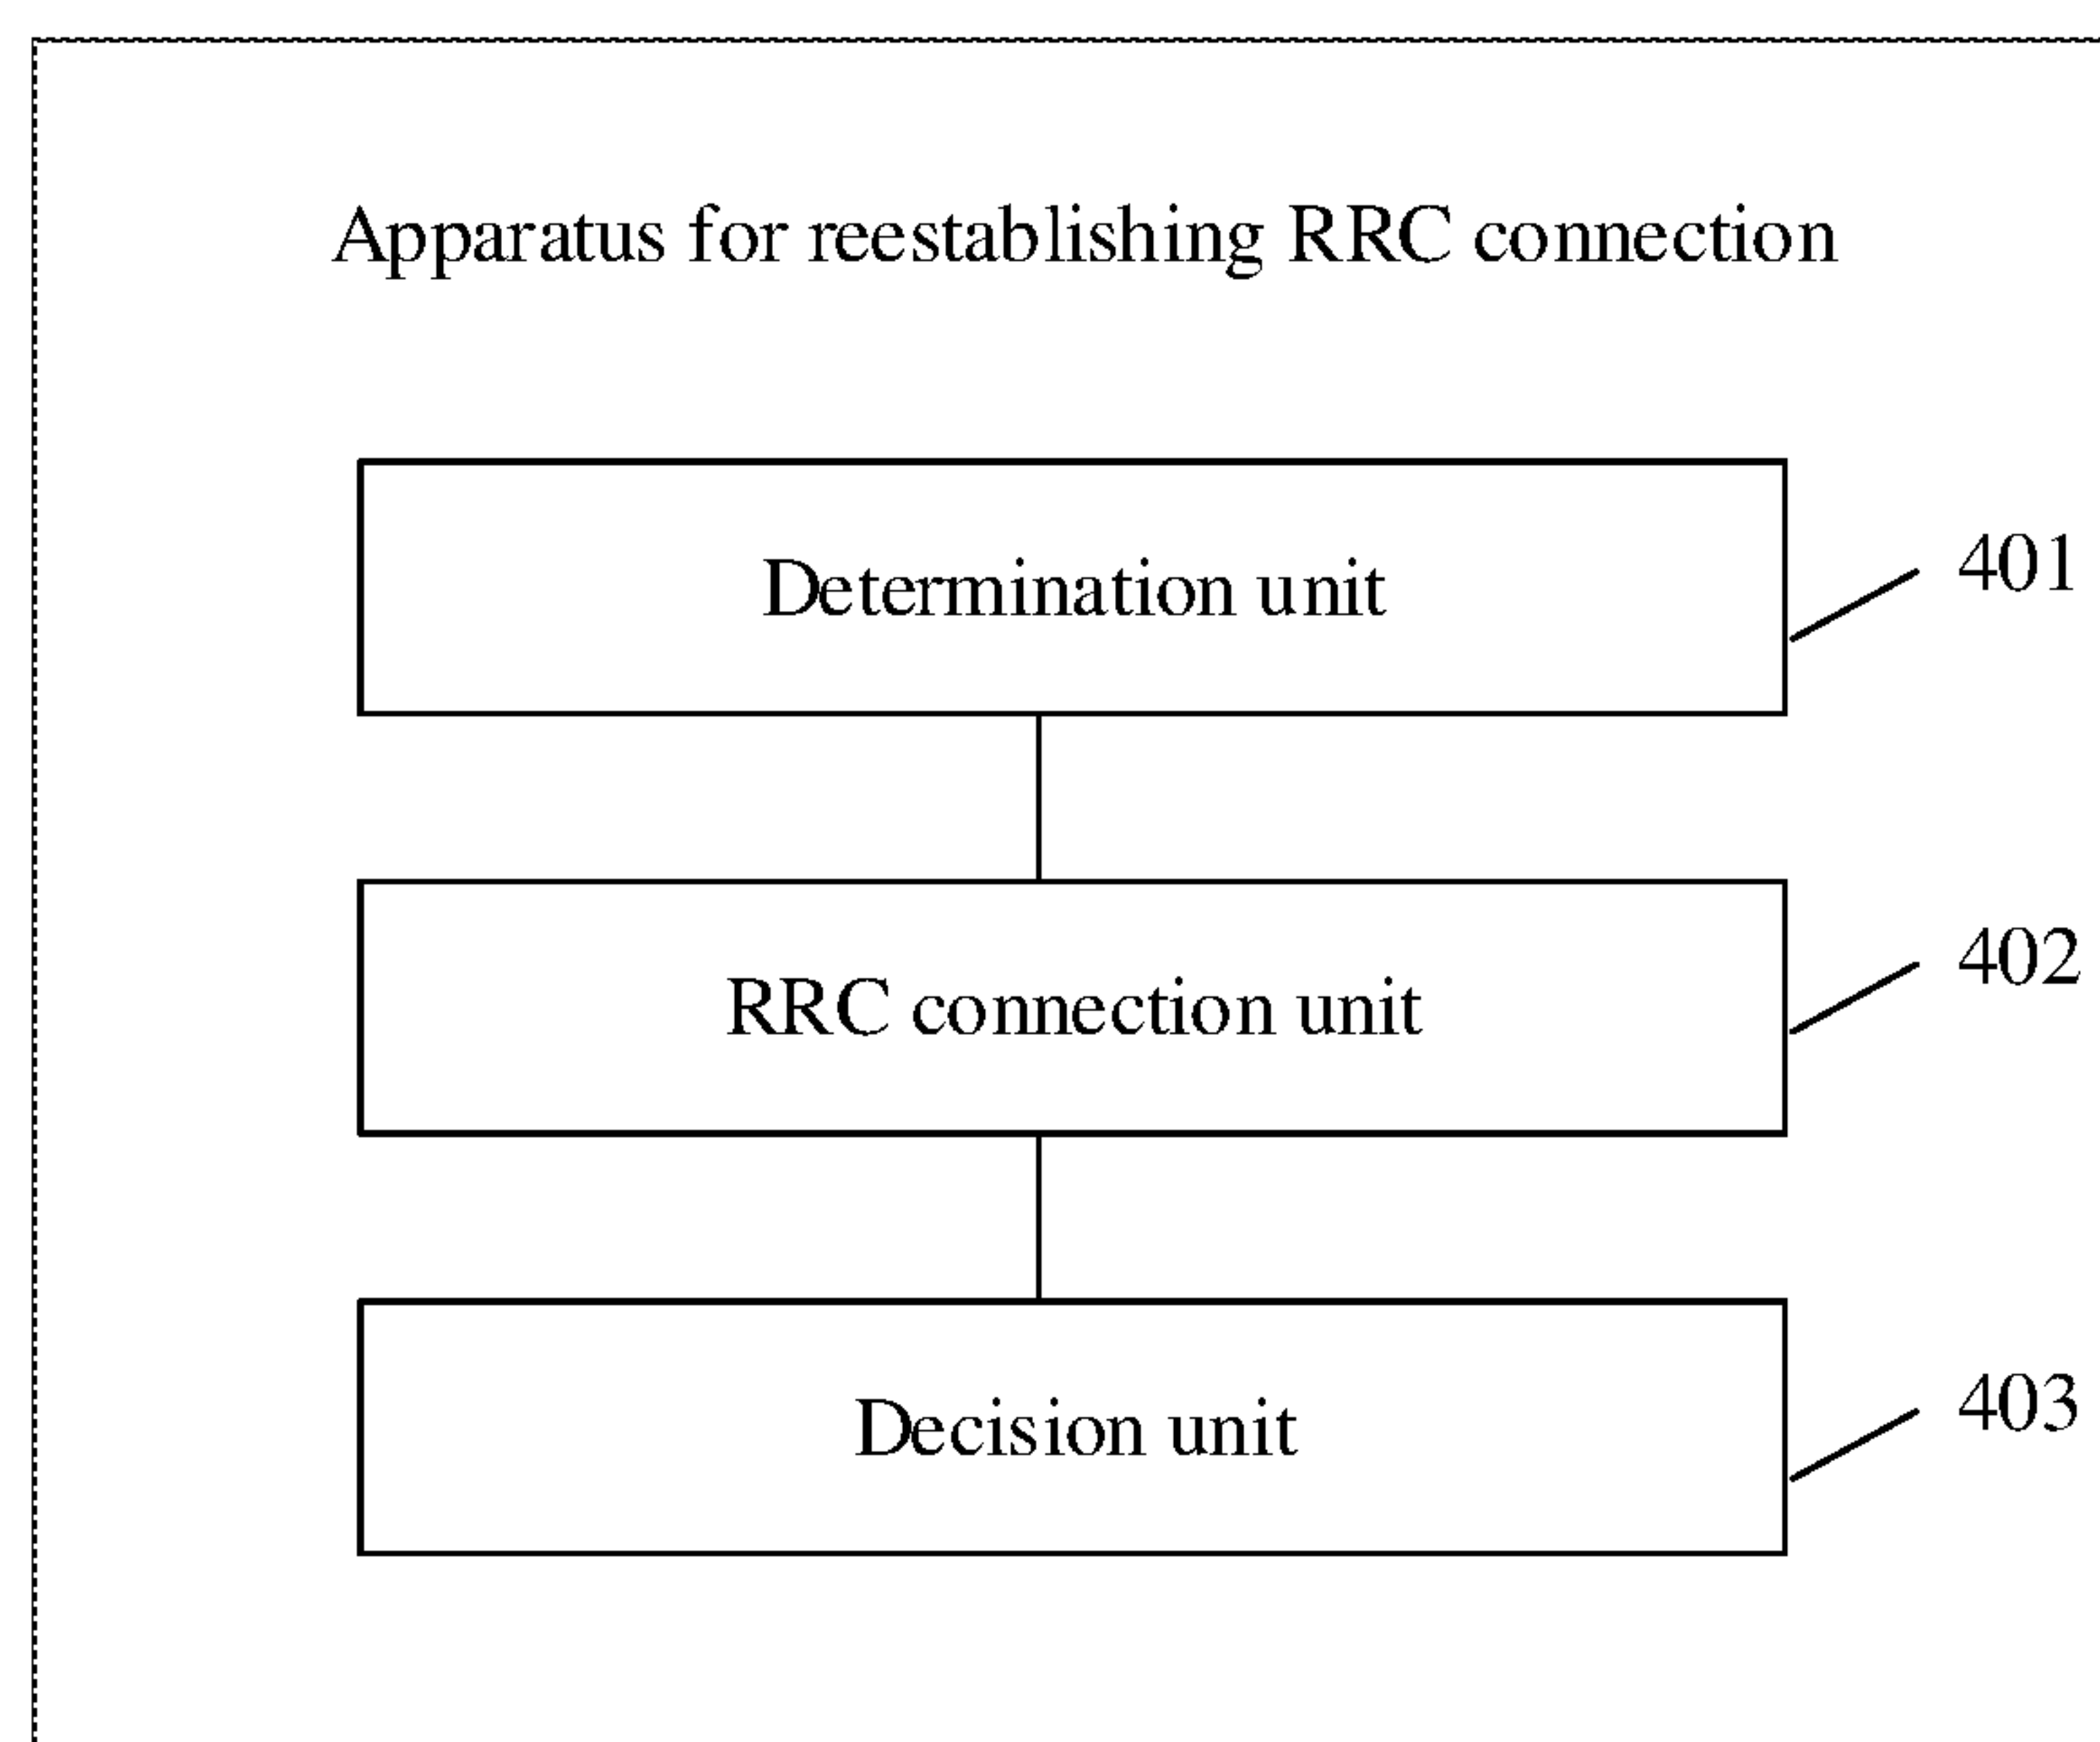 Apparatus for reestablishing RRC connection
Determination unit
401
RRC connection unit
402
Decision unit
403